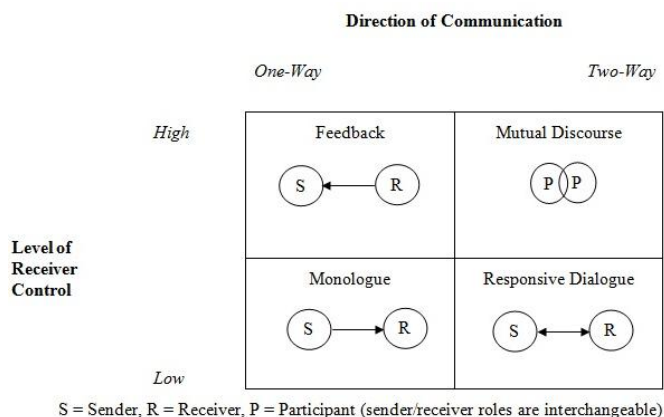 Direction of Communication
One-Way Two-Way
High
Feedback Mutual Discourse
S R P P
Level of
Receiver
Control
Monologue Responsive Dialogue
S R S R
Low
S = Sender, R = Receiver, P = Participant (sender/receiver roles are interchangeable)